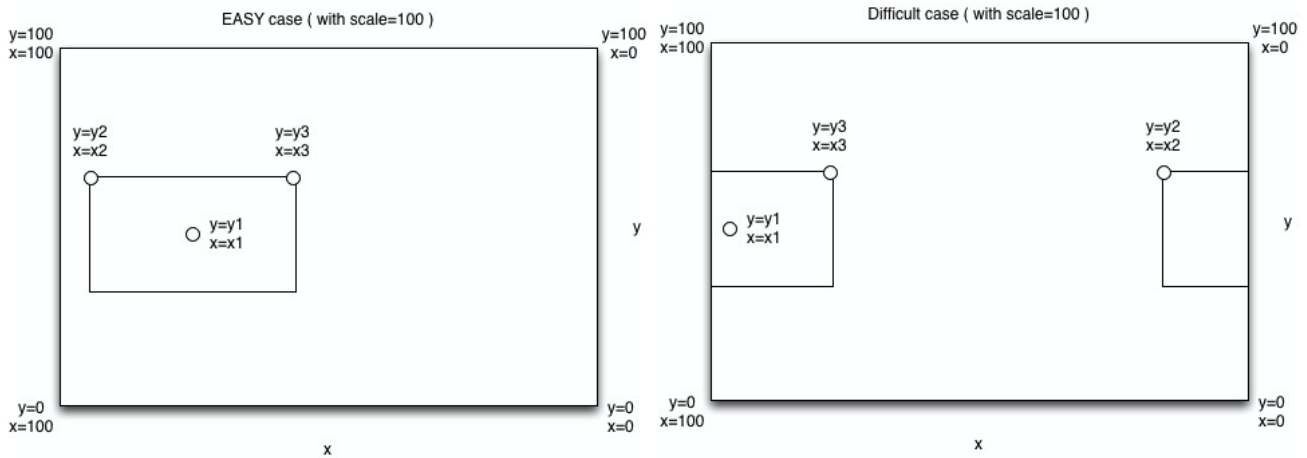 EASY case ( with scale=100 )
y=100
x=100
y=100
x=0
y=y2
x=x2
y=y3
x=x3
y=y1
x=x1
y
y=0
x=100
y=0
x=0
x
Difficult case ( with scale=100 )
y=100
x=100
y=100
x=0
y=y3
x=x3
y=y2
x=x2
y=y1
x=x1
y
y=0
x=100
y=0
x=0
x